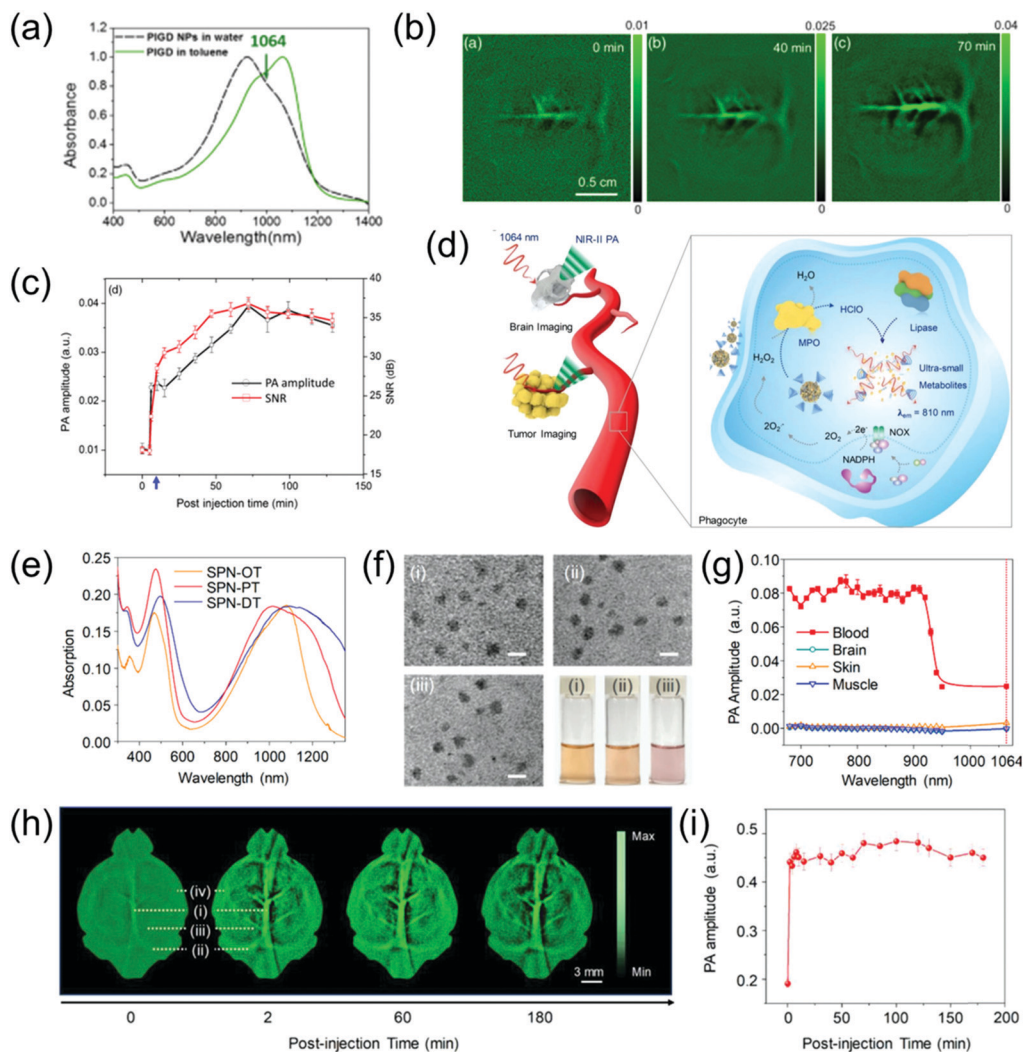 (a)
PIGD NPs in water
PIGD in toluene
1064
1.2
1.0
0.8
0.6
0.4
0.2
0.0
Absorbance
400 600 800 1000 1200 1400
Wavelength(nm)
(b)
0.01
0.025
0.04
(a)
0 min
(b)
40 min
(c)
70 min
0.5 cm
0
0
0
(c)
(d)
0.04
0.03
0.02
0.01
PA amplitude (a.u.)
40
35
30
25
20
15
SNR (dB)
PA amplitude
SNR
0 50 100 150
Post injection time (min)
(d)
1064 nm
NIR-II PA
Brain Imaging
Tumor Imaging
H2O
HClO
MPO
Lipase
H2O2
Ultra-small
Metabolites
λem = 810 nm
2O2-
2O2
2e-
NOX
NADPH
Phagocyte
(e)
SPN-OT
SPN-PT
SPN-DT
0.25
0.20
0.15
0.10
0.05
0.00
Absorption
400 600 800 1000 1200
Wavelength (nm)
(f)
(i)
(ii)
(iii)
(i)
(ii)
(iii)
(g)
0.10
0.08
0.06
0.04
0.02
0.00
PA Amplitude (a.u.)
Blood
Brain
Skin
Muscle
700 800 900 1000 1064
Wavelength (nm)
(h)
(iv)
(i)
(iii)
(ii)
Max
Min
3 mm
0 2 60 180
Post-injection Time (min)
(i)
0.5
0.4
0.3
0.2
PA amplitude (a.u.)
0 50 100 150 200
Post-injection Time (min)